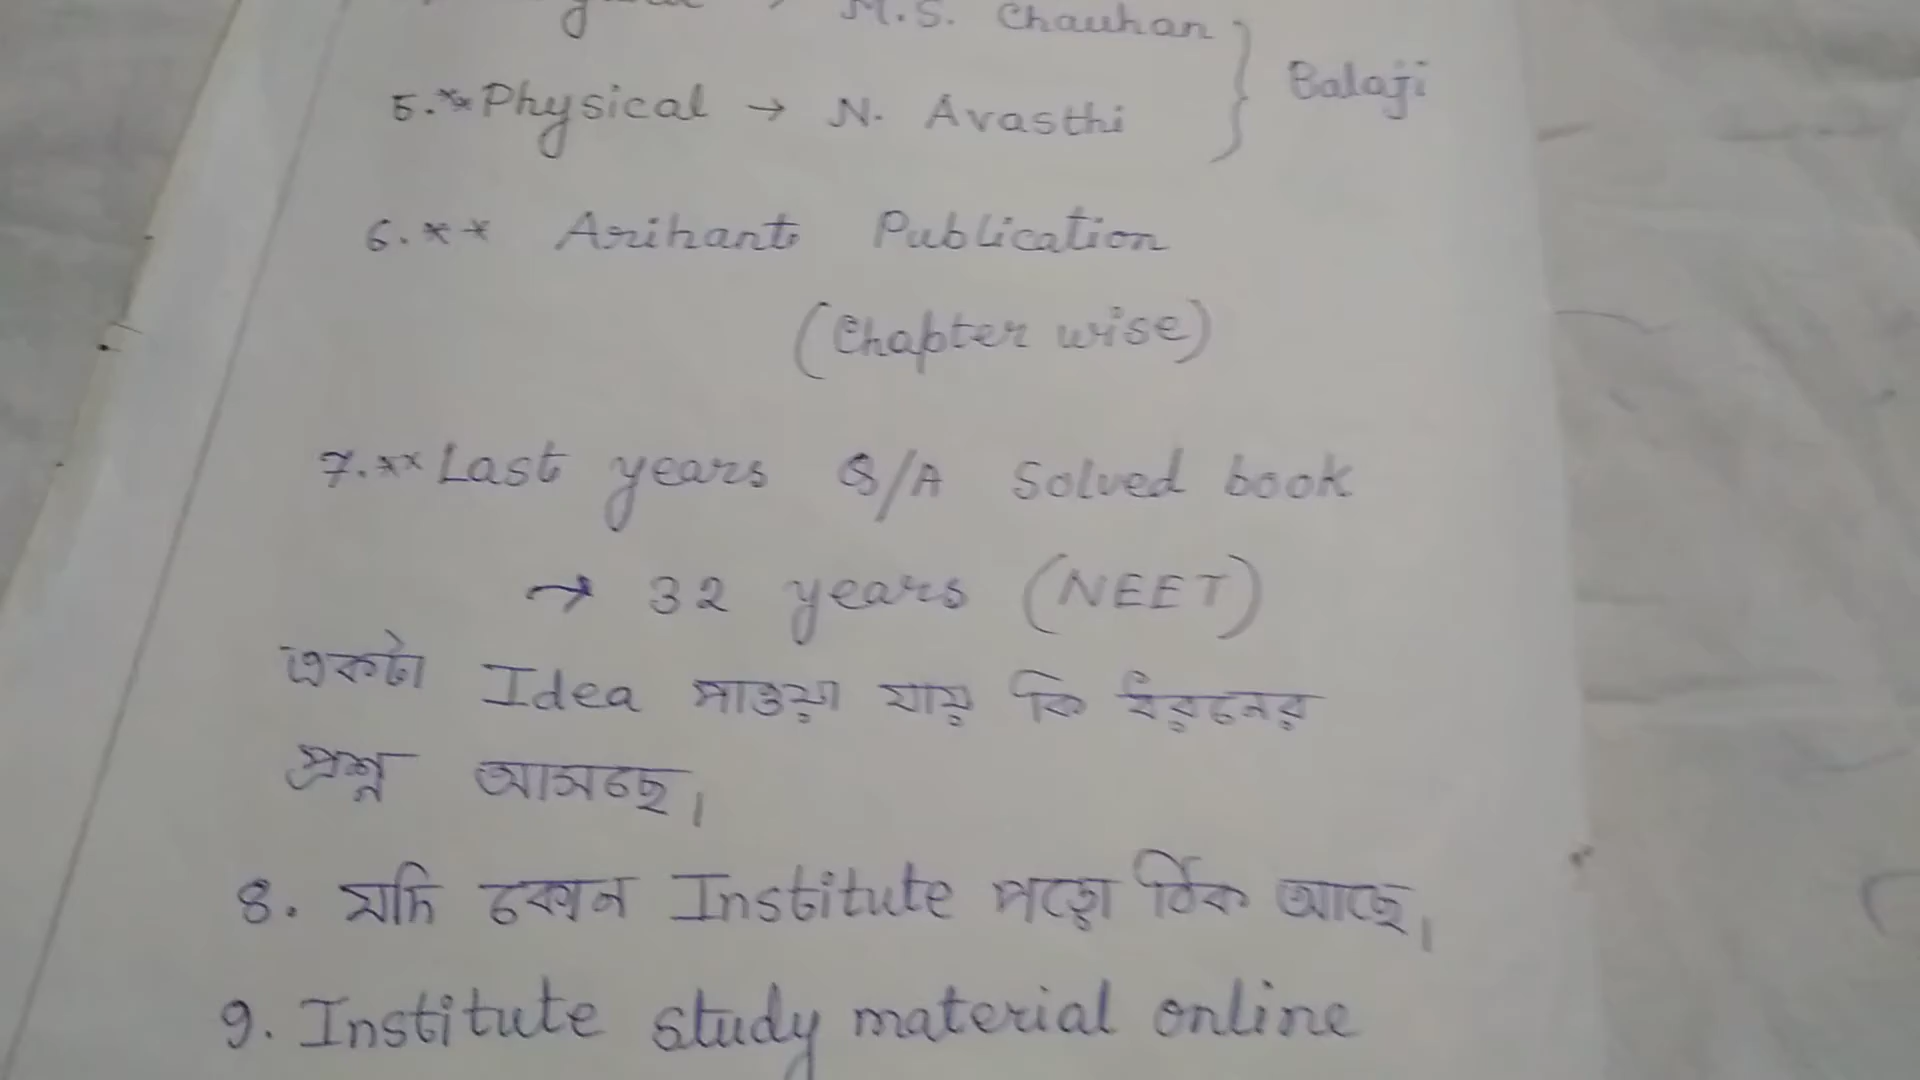 → M.S. Chauhan
5.** Physical → N. Avasthi } Balaji
6.** Arihant Publication
(Chapter wise)
7.** Last years Q/A Solved book
→ 32 years (NEET)
একটা Idea পাওয়া যায় কি ধরনের
প্রশ্ন আসছে।
8. যদি কোন Institute পড়ো ঠিক আছে।
9. Institute study material online